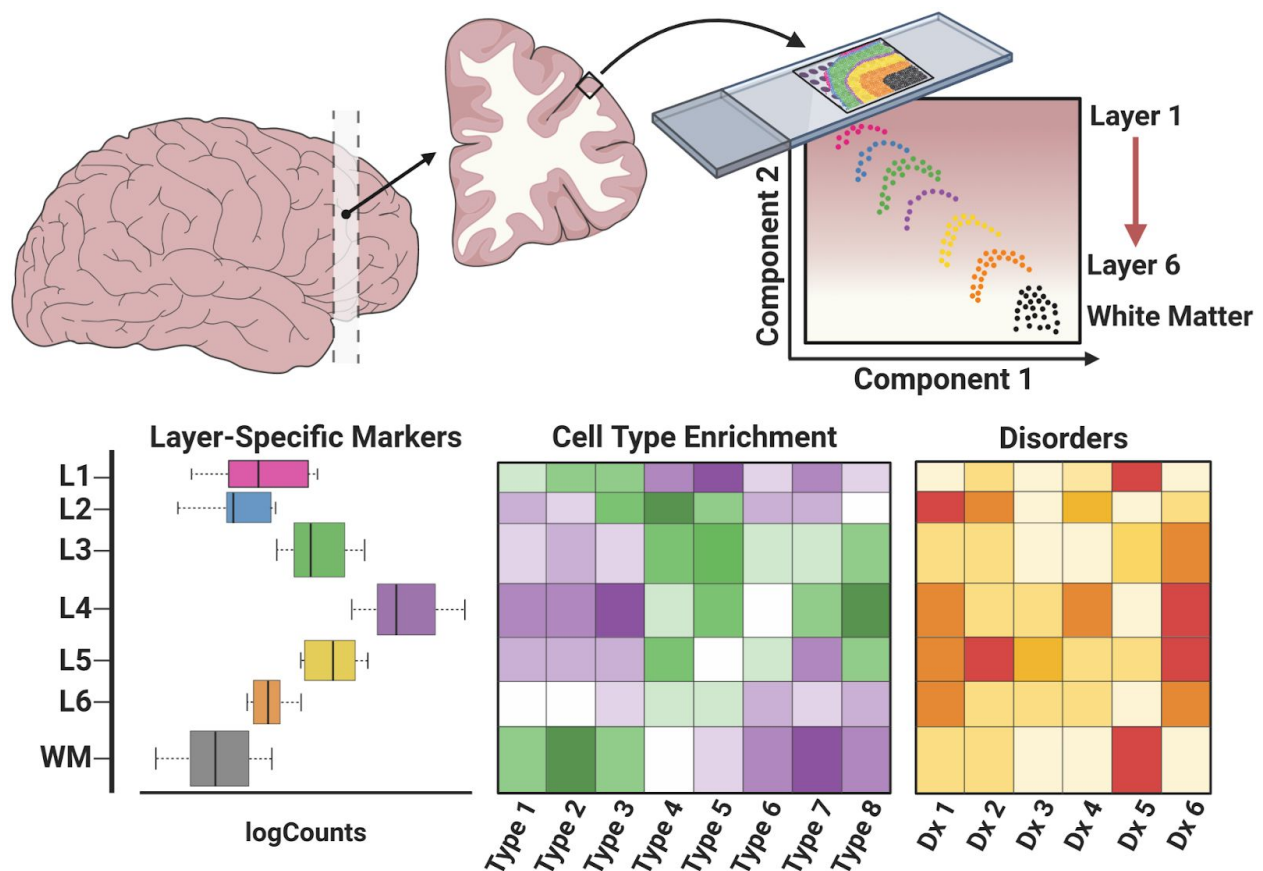 Layer 1
Component 2
Layer 6
White Matter
Component 1
Layer-Specific Markers
Cell Type Enrichment
Disorders
L1
L2
L3
L4
L5
L6
WM
logCounts
Type 1
Type 2
Type 3
Type 4
Type 5
Type 6
Type 7
Type 8
Dx 1
Dx 2
Dx 3
Dx 4
Dx 5
Dx 6